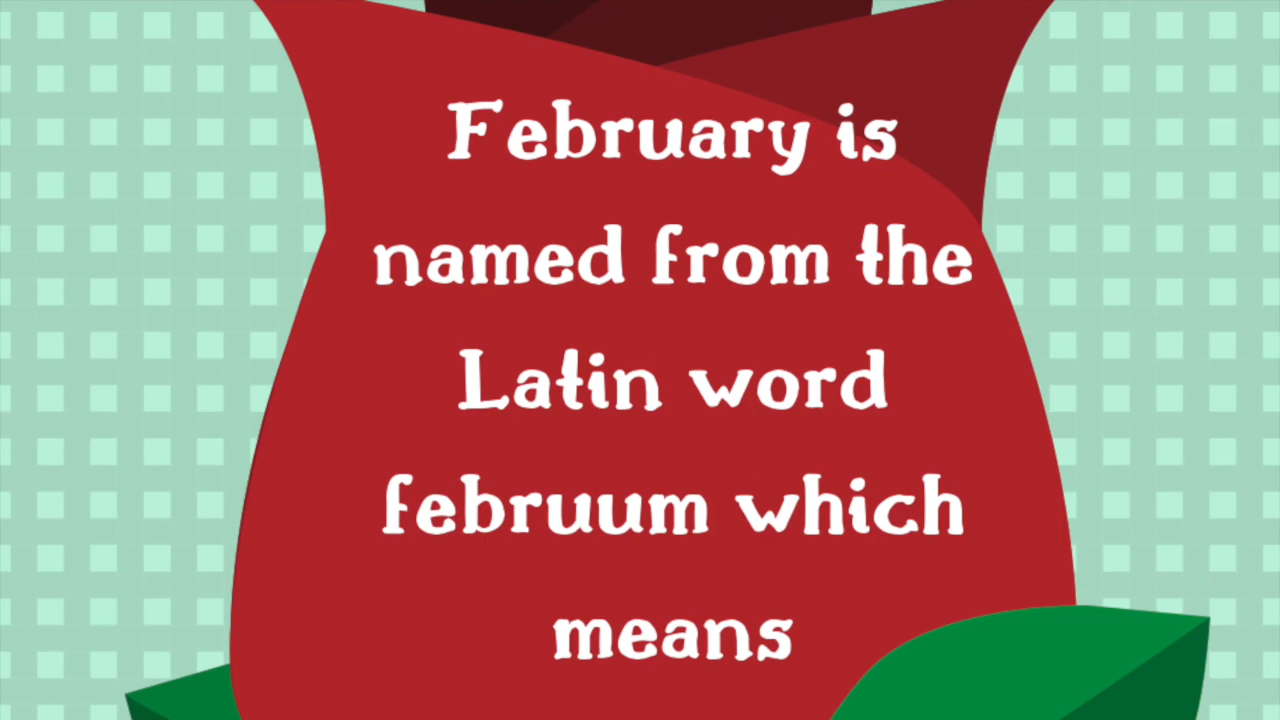 February is
named from the
Latin word
februum which
means